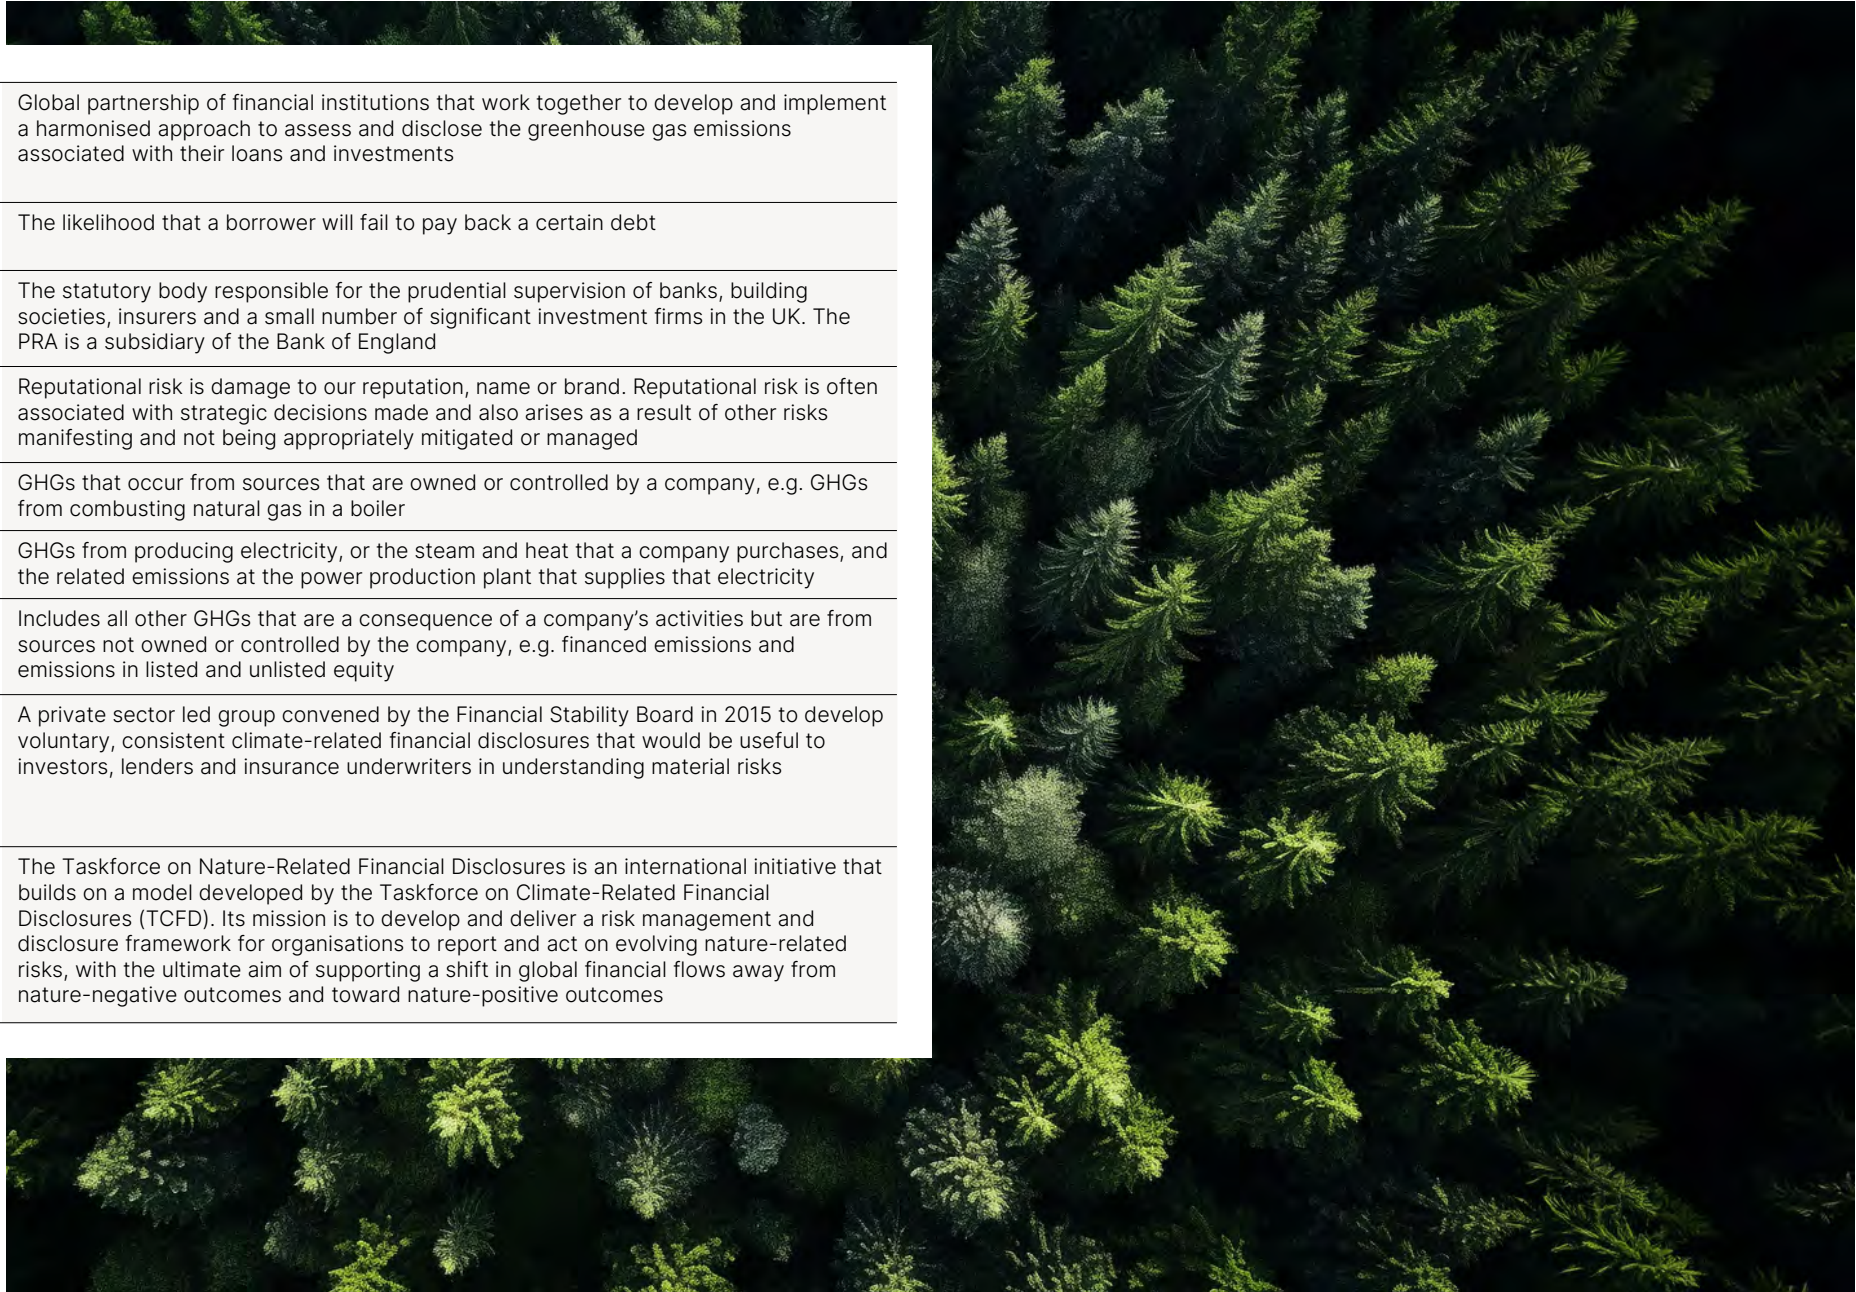 Global partnership of financial institutions that work together to develop and implement
a harmonised approach to assess and disclose the greenhouse gas emissions
associated with their loans and investments
The likelihood that a borrower will fail to pay back a certain debt
The statutory body responsible for the prudential supervision of banks, building
societies, insurers and a small number of significant investment firms in the UK. The
PRA is a subsidiary of the Bank of England
Reputational risk is damage to our reputation, name or brand. Reputational risk is often
associated with strategic decisions made and also arises as a result of other risks
manifesting and not being appropriately mitigated or managed
GHGs that occur from sources that are owned or controlled by a company, e.g. GHGs
from combusting natural gas in a boiler
GHGs from producing electricity, or the steam and heat that a company purchases, and
the related emissions at the power production plant that supplies that electricity
Includes all other GHGs that are a consequence of a company’s activities but are from
sources not owned or controlled by the company, e.g. financed emissions and
emissions in listed and unlisted equity
A private sector led group convened by the Financial Stability Board in 2015 to develop
voluntary, consistent climate-related financial disclosures that would be useful to
investors, lenders and insurance underwriters in understanding material risks
The Taskforce on Nature-Related Financial Disclosures is an international initiative that
builds on a model developed by the Taskforce on Climate-Related Financial
Disclosures (TCFD). Its mission is to develop and deliver a risk management and
disclosure framework for organisations to report and act on evolving nature-related
risks, with the ultimate aim of supporting a shift in global financial flows away from
nature-negative outcomes and toward nature-positive outcomes